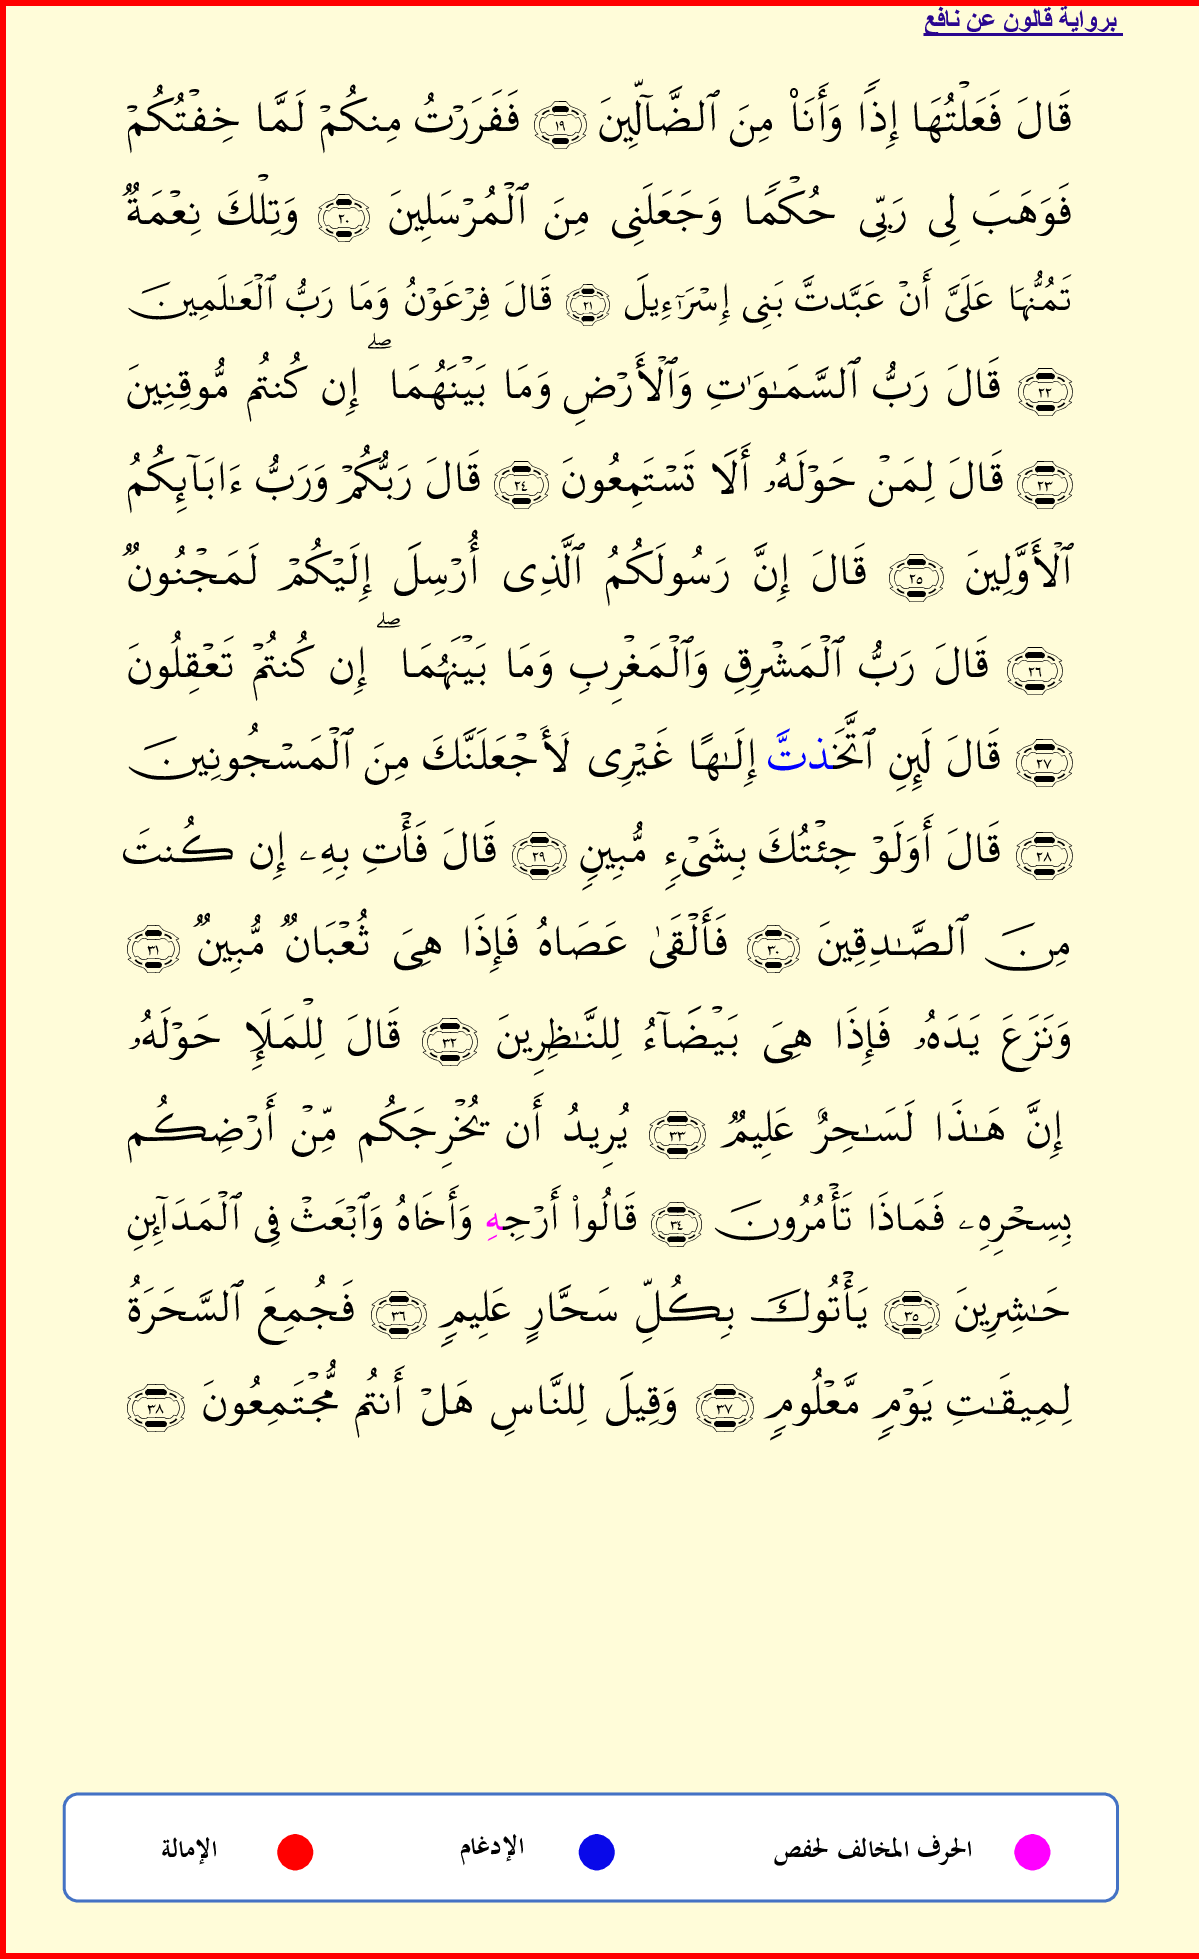 برواية قالون عن نافع
قَالَ فَعَلْتُهَا إِذًا وَأَنَا۠ مِنَ ٱلضَّآلِّينَ ١٩ فَفَرَرْتُ مِنكُمْ لَمَّا خِفْتُكُمْ
فَوَهَبَ لِى رَبِّى حُكْمًا وَجَعَلَنِى مِنَ ٱلْمُرْسَلِينَ ٢٠ وَتِلْكَ نِعْمَةٌ
تَمُنُّهَا عَلَىَّ أَنْ عَبَّدتَّ بَنِى إِسْرَٰٓءِيلَ ٢١ قَالَ فِرْعَوْنُ وَمَا رَبُّ ٱلْعَـٰلَمِينَ
٢٢ قَالَ رَبُّ ٱلسَّمَـٰوَٰتِ وَٱلْأَرْضِ وَمَا بَيْنَهُمَا ۖ إِن كُنتُم مُّوقِنِينَ
٢٣ قَالَ لِمَنْ حَوْلَهُۥ أَلَا تَسْتَمِعُونَ ٢٤ قَالَ رَبُّكُمْ وَرَبُّ ءَابَآئِكُمُ
ٱلْأَوَّلِينَ ٢٥ قَالَ إِنَّ رَسُولَكُمُ ٱلَّذِى أُرْسِلَ إِلَيْكُمْ لَمَجْنُونٌ
٢٦ قَالَ رَبُّ ٱلْمَشْرِقِ وَٱلْمَغْرِبِ وَمَا بَيْنَهُمَا ۖ إِن كُنتُمْ تَعْقِلُونَ
٢٧ قَالَ لَئِنِ ٱتَّخَذتَّ إِلَـٰهًا غَيْرِى لَأَجْعَلَنَّكَ مِنَ ٱلْمَسْجُونِينَ
٢٨ قَالَ أَوَلَوْ جِئْتُكَ بِشَىْءٍ مُّبِينٍ ٢٩ قَالَ فَأْتِ بِهِۦ إِن كُنتَ
مِنَ ٱلصَّـٰدِقِينَ ٣٠ فَأَلْقَىٰ عَصَاهُ فَإِذَا هِىَ ثُعْبَانٌ مُّبِينٌ ٣١
وَنَزَعَ يَدَهُۥ فَإِذَا هِىَ بَيْضَآءُ لِلنَّـٰظِرِينَ ٣٢ قَالَ لِلْمَلَإِ حَوْلَهُۥ
إِنَّ هَـٰذَا لَسَـٰحِرٌ عَلِيمٌ ٣٣ يُرِيدُ أَن يُخْرِجَكُم مِّنْ أَرْضِكُم
بِسِحْرِهِۦ فَمَاذَا تَأْمُرُونَ ٣٤ قَالُوا۟ أَرْجِهِ وَأَخَاهُ وَٱبْعَثْ فِى ٱلْمَدَآئِنِ
حَـٰشِرِينَ ٣٥ يَأْتُوكَ بِكُلِّ سَحَّارٍ عَلِيمٍ ٣٦ فَجُمِعَ ٱلسَّحَرَةُ
لِمِيقَـٰتِ يَوْمٍ مَّعْلُومٍ ٣٧ وَقِيلَ لِلنَّاسِ هَلْ أَنتُم مُّجْتَمِعُونَ ٣٨
الحرف المخالف لحفص الإدغام الإمالة